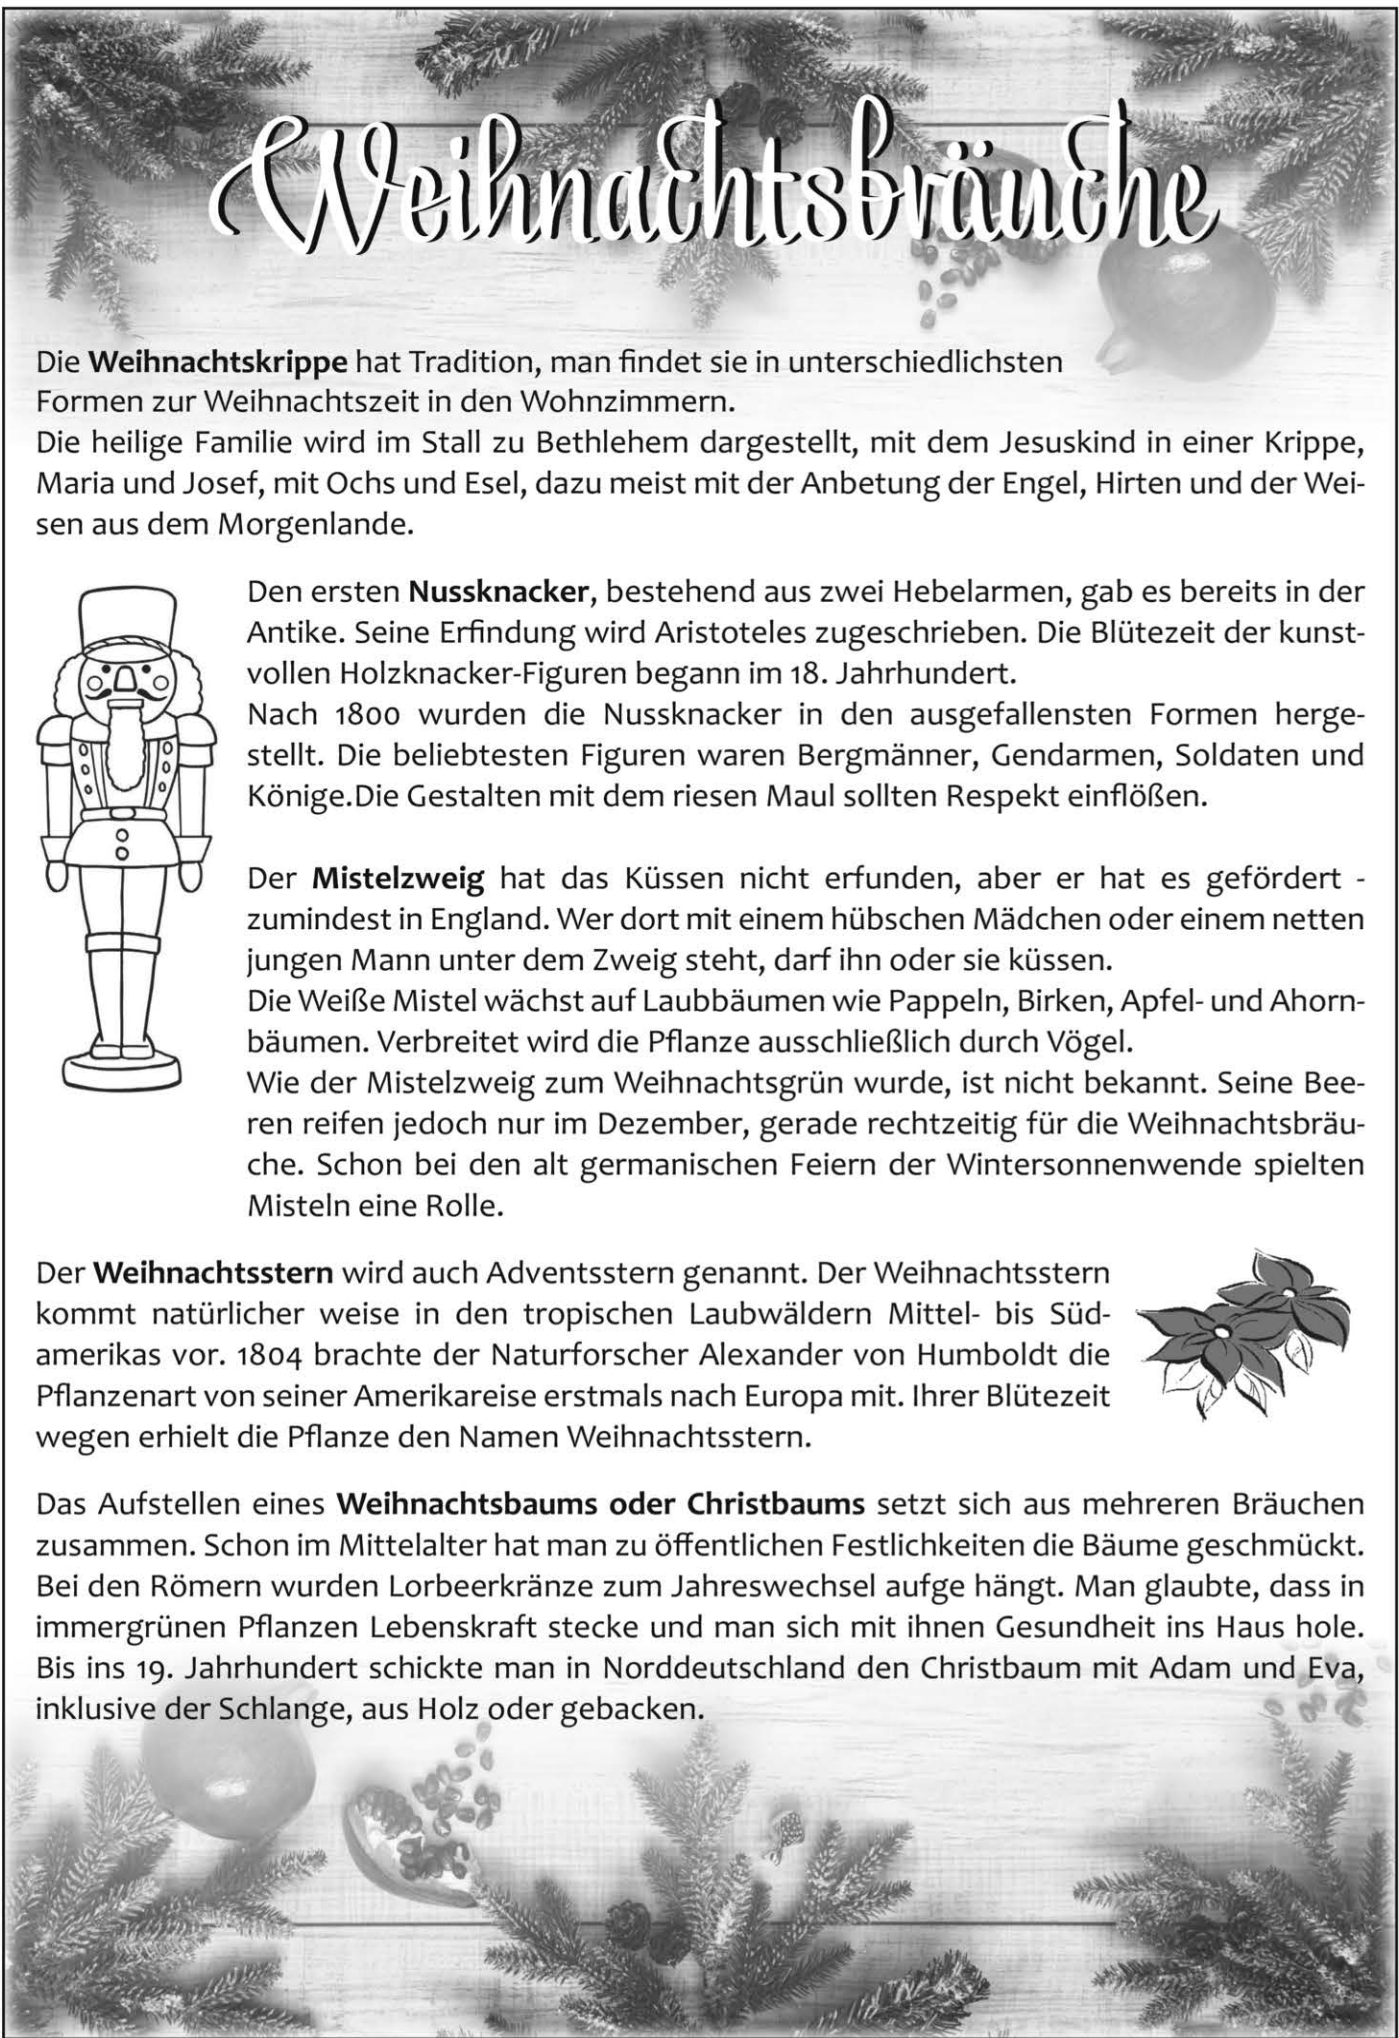 Weihnachtsbräuche
Die Weihnachtskrippe hat Tradition, man findet sie in unterschiedlichsten
Formen zur Weihnachtszeit in den Wohnzimmern.
Die heilige Familie wird im Stall zu Bethlehem dargestellt, mit dem Jesuskind in einer Krippe,
Maria und Josef, mit Ochs und Esel, dazu meist mit der Anbetung der Engel, Hirten und der Wei-
sen aus dem Morgenlande.
Den ersten Nussknacker, bestehend aus zwei Hebelarmen, gab es bereits in der
Antike. Seine Erfindung wird Aristoteles zugeschrieben. Die Blütezeit der kunst-
vollen Holzknacker-Figuren begann im 18. Jahrhundert.
Nach 1800 wurden die Nussknacker in den ausgefallensten Formen herge-
stellt. Die beliebtesten Figuren waren Bergmänner, Gendarmen, Soldaten und
Könige.Die Gestalten mit dem riesen Maul sollten Respekt einflößen.
Der Mistelzweig hat das Küssen nicht erfunden, aber er hat es gefördert -
zumindest in England. Wer dort mit einem hübschen Mädchen oder einem netten
jungen Mann unter dem Zweig steht, darf ihn oder sie küssen.
Die Weiße Mistel wächst auf Laubbäumen wie Pappeln, Birken, Apfel- und Ahorn-
bäumen. Verbreitet wird die Pflanze ausschließlich durch Vögel.
Wie der Mistelzweig zum Weihnachtsgrün wurde, ist nicht bekannt. Seine Bee-
ren reifen jedoch nur im Dezember, gerade rechtzeitig für die Weihnachtsbräu-
che. Schon bei den alt germanischen Feiern der Wintersonnenwende spielten
Misteln eine Rolle.
Der Weihnachtsstern wird auch Adventsstern genannt. Der Weihnachtsstern
kommt natürlicher weise in den tropischen Laubwäldern Mittel- bis Süd-
amerikas vor. 1804 brachte der Naturforscher Alexander von Humboldt die
Pflanzenart von seiner Amerikareise erstmals nach Europa mit. Ihrer Blütezeit
wegen erhielt die Pflanze den Namen Weihnachtsstern.
Das Aufstellen eines Weihnachtsbaums oder Christbaums setzt sich aus mehreren Bräuchen
zusammen. Schon im Mittelalter hat man zu öffentlichen Festlichkeiten die Bäume geschmückt.
Bei den Römern wurden Lorbeerkränze zum Jahreswechsel aufge hängt. Man glaubte, dass in
immergrünen Pflanzen Lebenskraft stecke und man sich mit ihnen Gesundheit ins Haus hole.
Bis ins 19. Jahrhundert schickte man in Norddeutschland den Christbaum mit Adam und Eva,
inklusive der Schlange, aus Holz oder gebacken.